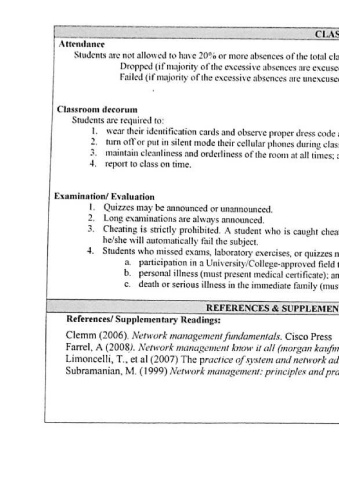 CLAS
Attendance
Students are not allowed to have 20% or more absences of the total cla
Dropped (if majority of the excessive absences are excuse
Failed (if majority of the excessive absences are unexcuse
Classroom decorum
Students are required to:
1. wear their identification cards and observe proper dress code
2. turn off or put in silent mode their cellular phones during clas
3. maintain cleanliness and orderliness of the room at all times; a
4. report to class on time.
Examination/ Evaluation
1. Quizzes may be announced or unannounced.
2. Long examinations are always announced.
3. Cheating is strictly prohibited. A student who is caught chea
he/she will automatically fail the subject.
4. Students who missed exams, laboratory exercises, or quizzes n
a. participation in a University/College-approved field t
b. personal illness (must present medical certificate); an
c. death or serious illness in the immediate family (mus
REFERENCES & SUPPLEMEN
References/ Supplementary Readings:
Clemm (2006). Network management fundamentals. Cisco Press
Farrel, A (2008). Network management know it all (morgan kaufm
Limoncelli, T., et al (2007) The practice of system and network ad
Subramanian, M. (1999) Network management: principles and pra